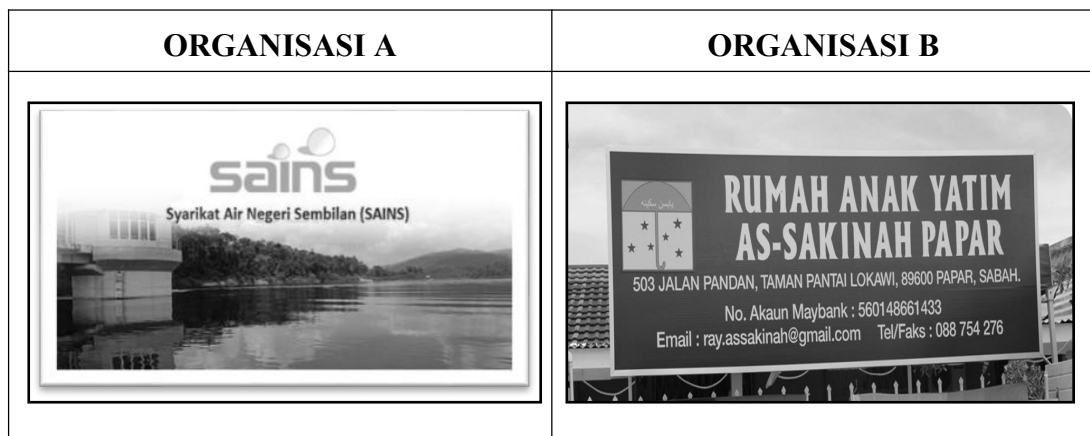 ORGANISASI A
ORGANISASI B
sains
Syarikat Air Negeri Sembilan (SAINS)
RUMAH ANAK YATIM
AS-SAKINAH PAPAR
503 JALAN PANDAN, TAMAN PANTAI LOKAWI, 89600 PAPAR, SABAH.
No. Akaun Maybank : 560148661433
Email : ray.assakinah@gmail.com Tel/Faks : 088 754 276